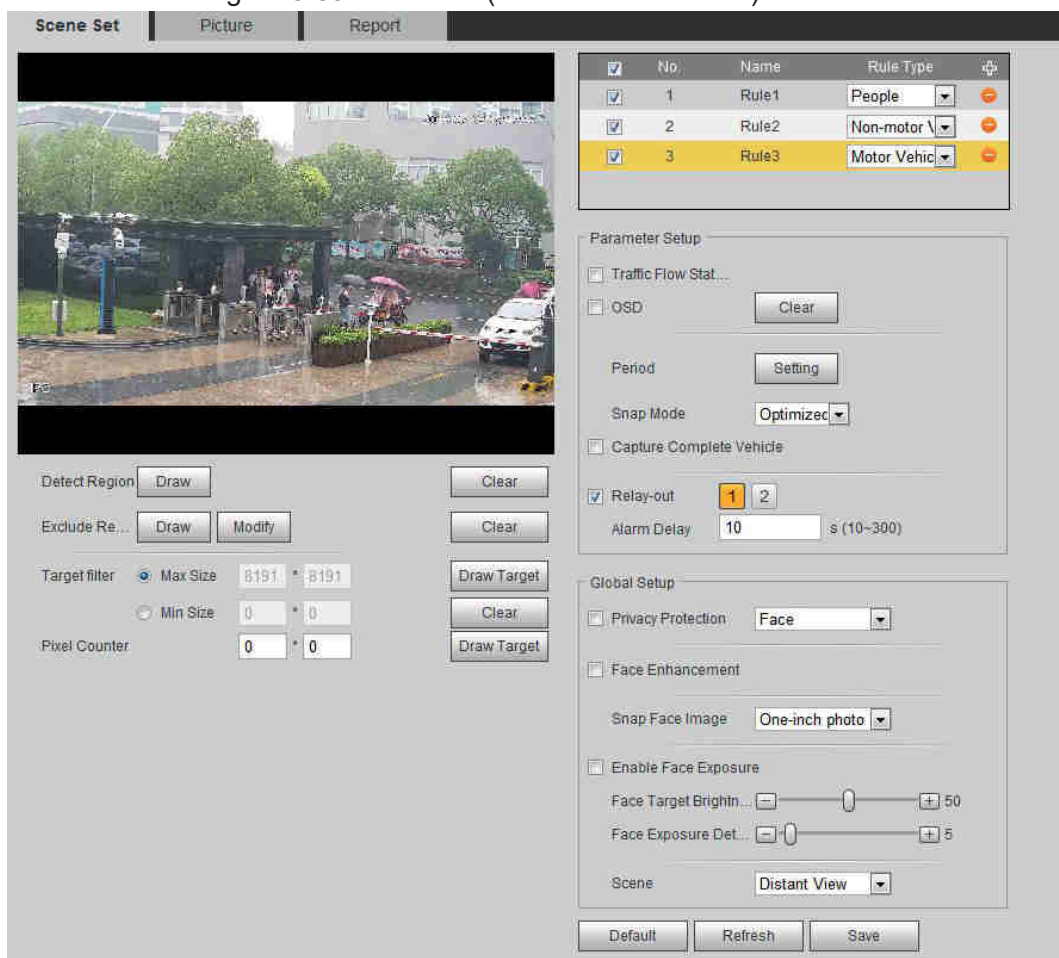 Scene Set Picture Report
No. Name Rule Type
1 Rule1 People
2 Rule2 Non-motor V
3 Rule3 Motor Vehic
Parameter Setup
Traffic Flow Stat...
OSD Clear
Period Setting
Snap Mode Optimized
Capture Complete Vehicle
Relay-out 1 2
Alarm Delay 10 s (10~300)
Detect Region Draw Clear
Exclude Re... Draw Modify Clear
Target filter Max Size 8191 * 8191 Draw Target
Min Size 0 * 0 Clear
Pixel Counter 0 * 0 Draw Target
Global Setup
Privacy Protection Face
Face Enhancement
Snap Face Image One-inch photo
Enable Face Exposure
Face Target Brightn... 50
Face Exposure Det... 5
Scene Distant View
Default Refresh Save